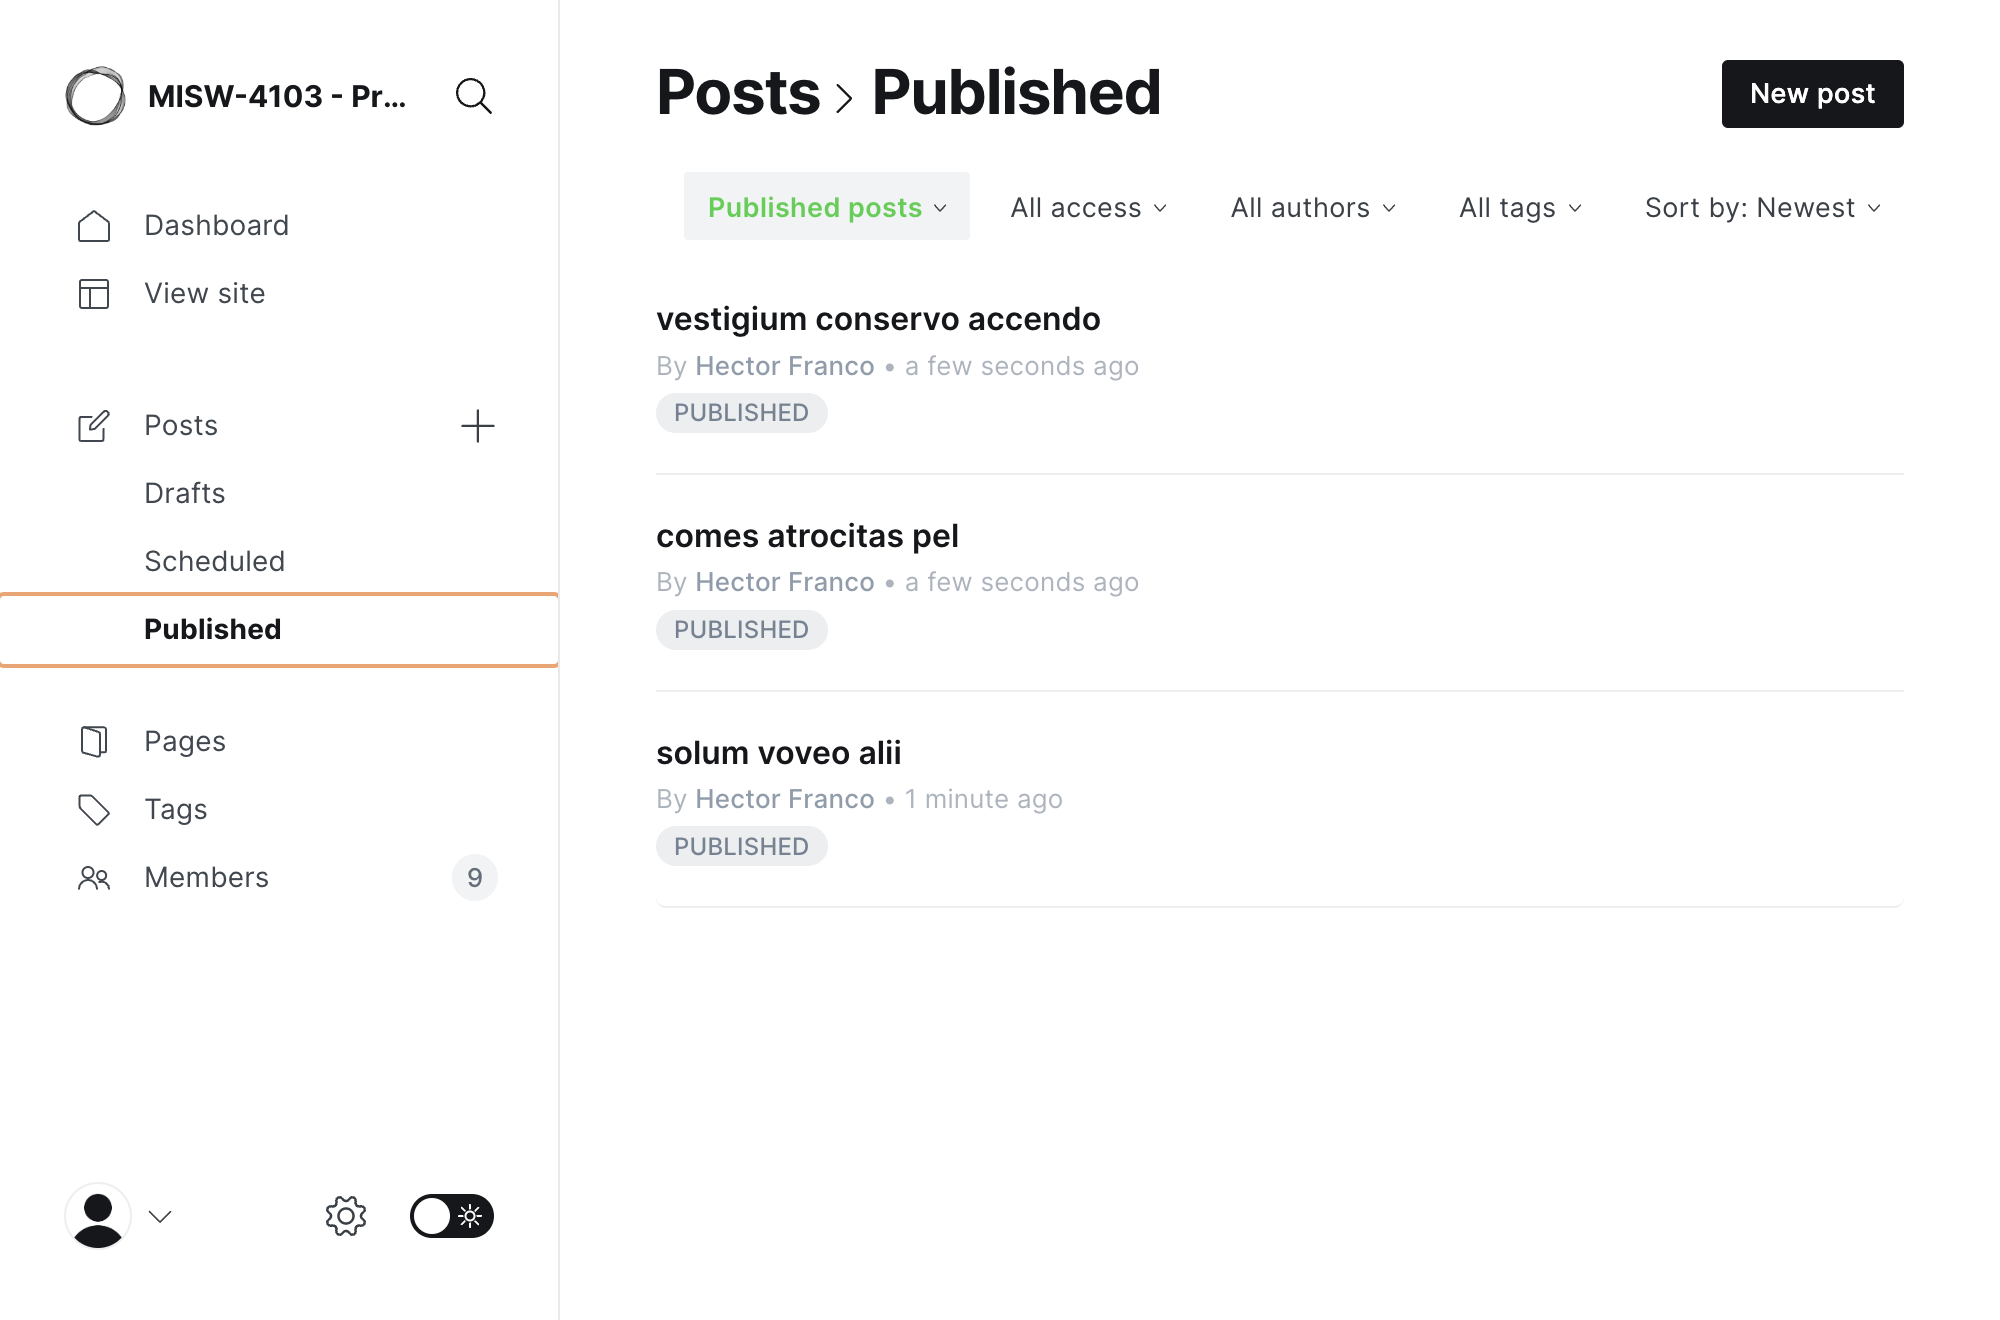 MISW-4103 - Pr...
Dashboard
View site
Posts
Drafts
Scheduled
Published
Pages
Tags
Members 9
Posts > Published
New post
Published posts All access All authors All tags Sort by: Newest
vestigium conservo accendo
By Hector Franco • a few seconds ago
PUBLISHED
comes atrocitas pel
By Hector Franco • a few seconds ago
PUBLISHED
solum voveo alii
By Hector Franco • 1 minute ago
PUBLISHED